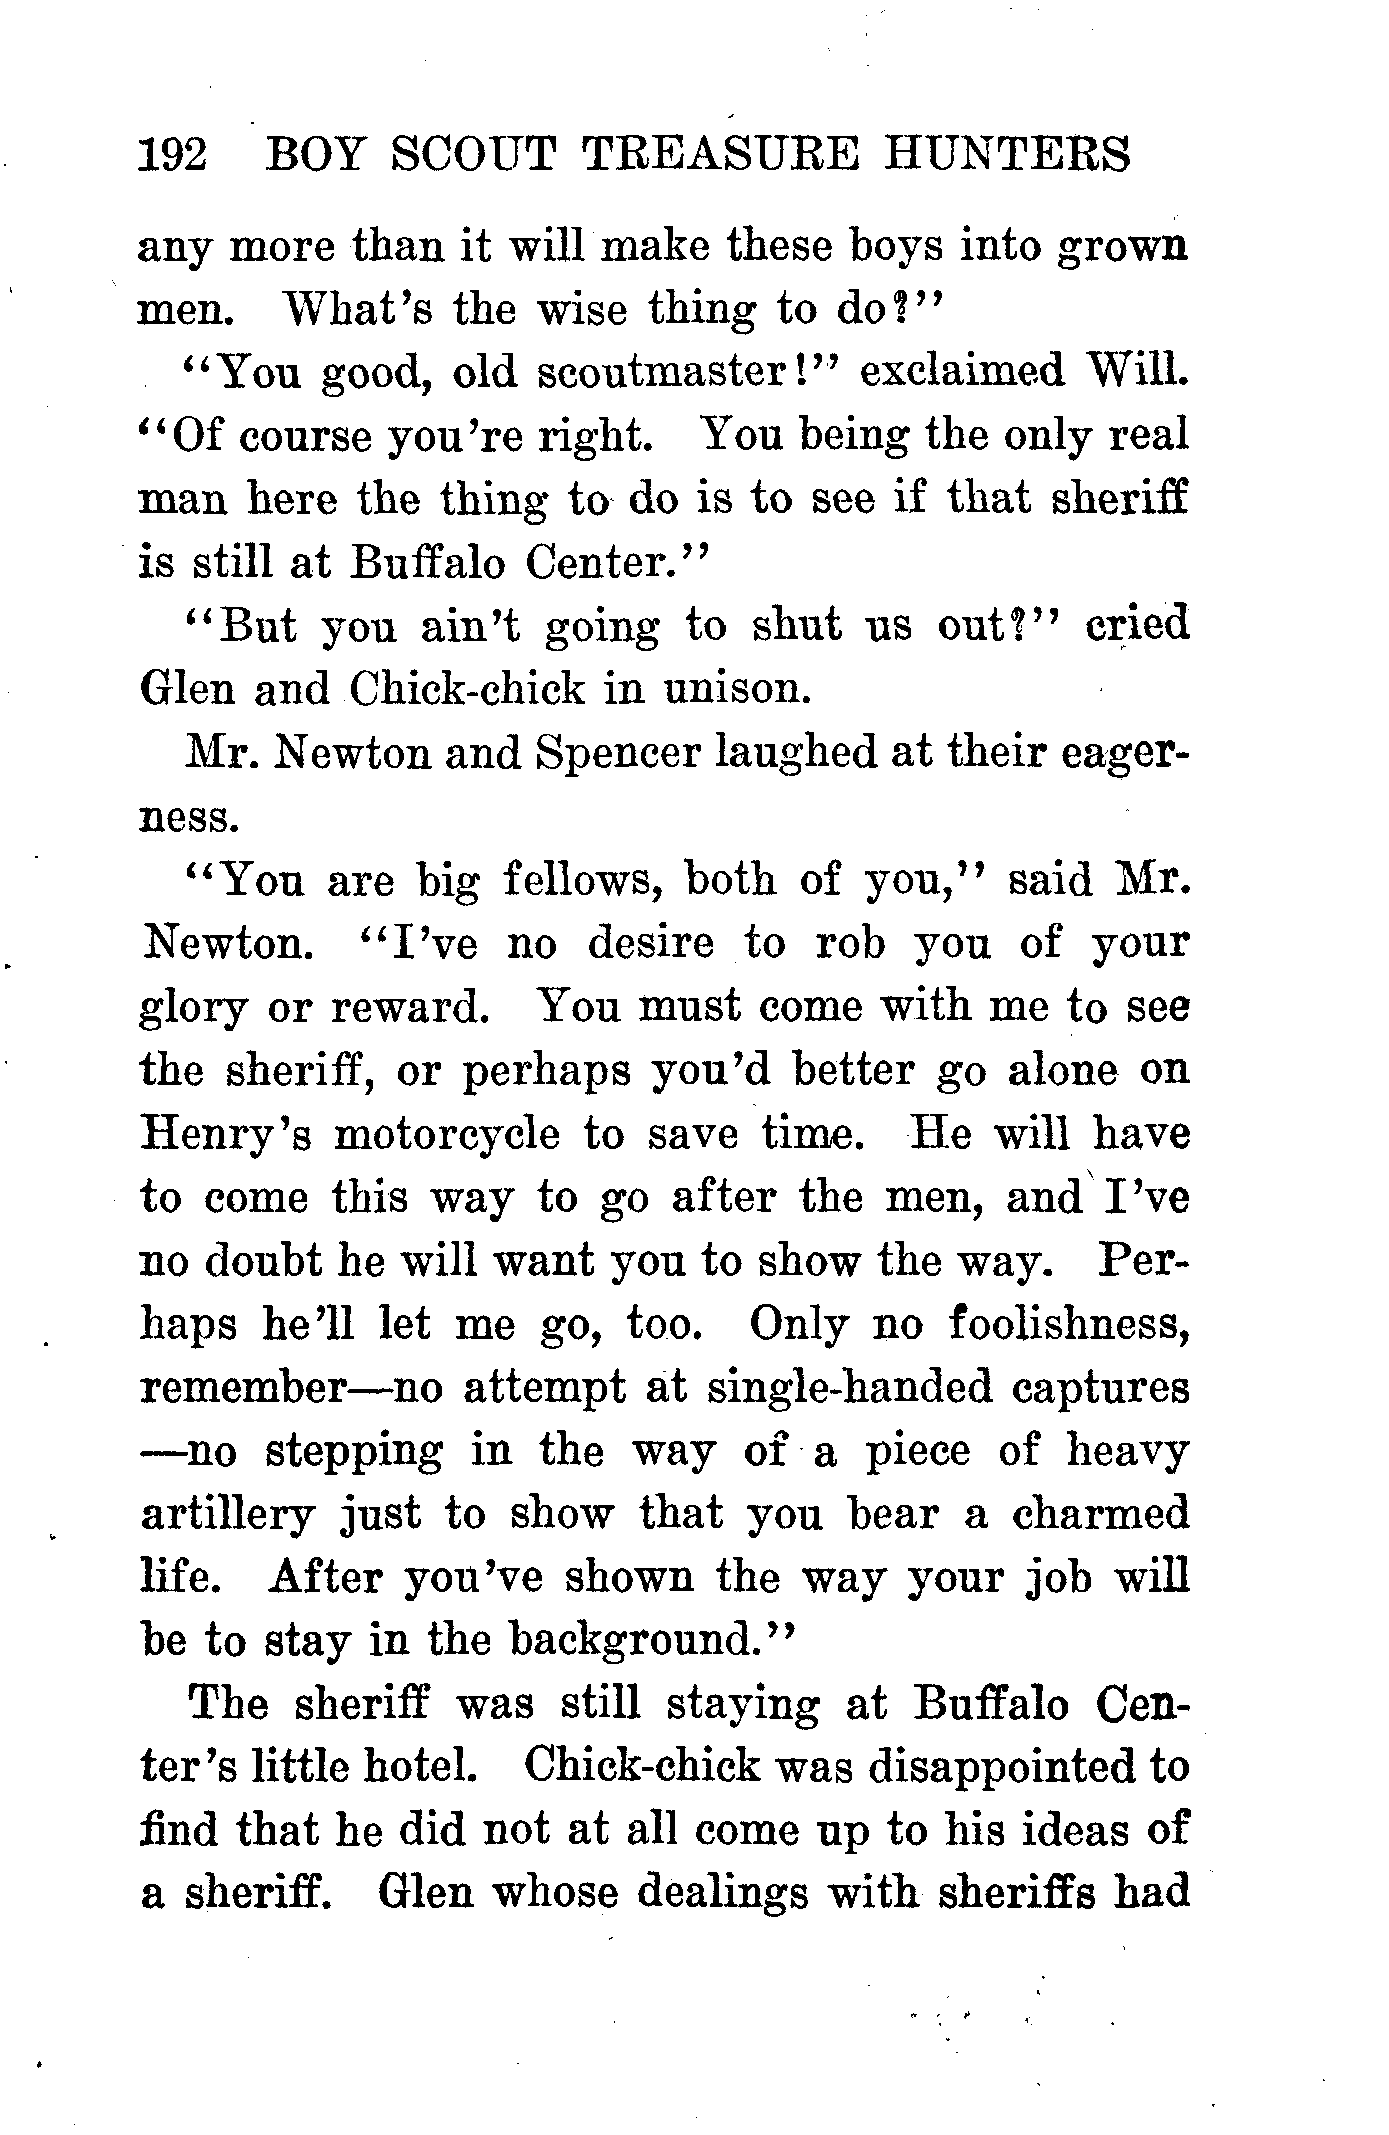 192 BOY SCOUT TREASURE HUNTERS
any more than it will make these boys into grown
men. What's the wise thing to do?"
"You good, old scoutmaster!" exclaimed Will.
"Of course you're right. You being the only real
man here the thing to do is to see if that sheriff
is still at Buffalo Center."
"But you ain't going to shut us out?" cried
Glen and Chick-chick in unison.
Mr. Newton and Spencer laughed at their eager-
ness.
"You are big fellows, both of you," said Mr.
Newton. "I've no desire to rob you of your
glory or reward. You must come with me to see
the sheriff, or perhaps you'd better go alone on
Henry's motorcycle to save time. He will have
to come this way to go after the men, and I've
no doubt he will want you to show the way. Per-
haps he'll let me go, too. Only no foolishness,
remember—no attempt at single-handed captures
—no stepping in the way of a piece of heavy
artillery just to show that you bear a charmed
life. After you've shown the way your job will
be to stay in the background."
The sheriff was still staying at Buffalo Cen-
ter's little hotel. Chick-chick was disappointed to
find that he did not at all come up to his ideas of
a sheriff. Glen whose dealings with sheriffs had